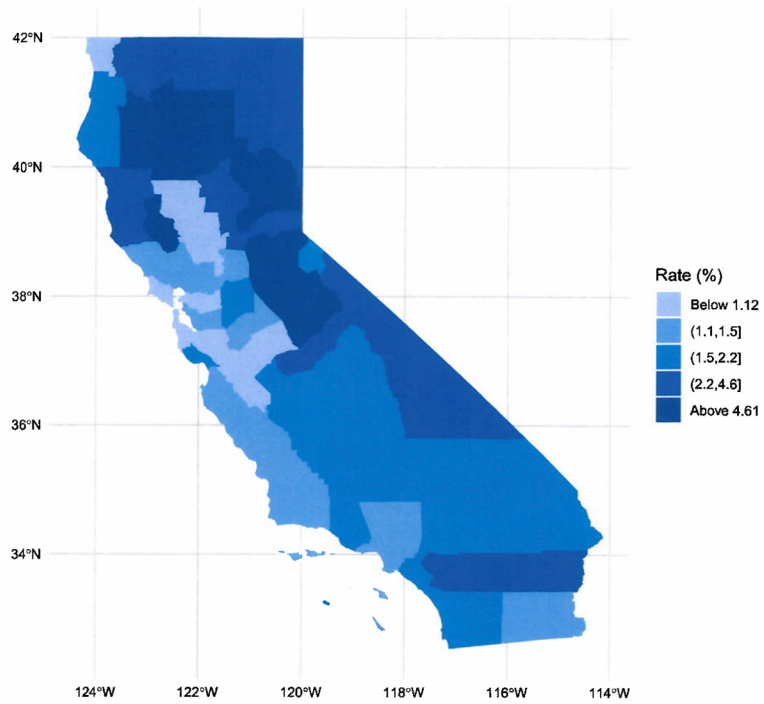 42°N
40°N
38°N
36°N
34°N
124°W 122°W 120°W 118°W 116°W 114°W
Rate (%)
Below 1.12
(1.1,1.5]
(1.5,2.2]
(2.2,4.6]
Above 4.61